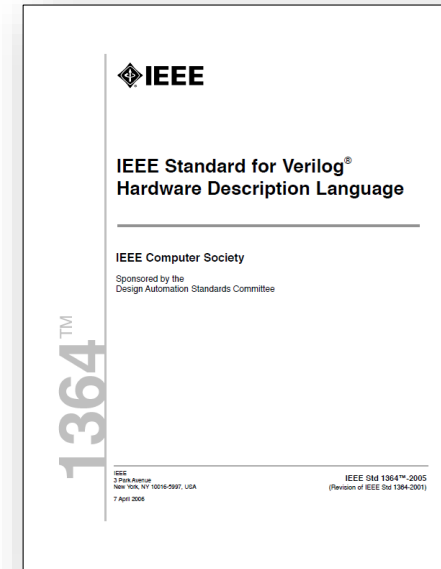 IEEE
IEEE Standard for Verilog®
Hardware Description Language
IEEE Computer Society
Sponsored by the
Design Automation Standards Committee
1364™
IEEE
3 Park Avenue
New York, NY 10016-5997, USA
7 April 2006
IEEE Std 1364™-2005
(Revision of IEEE Std 1364-2001)